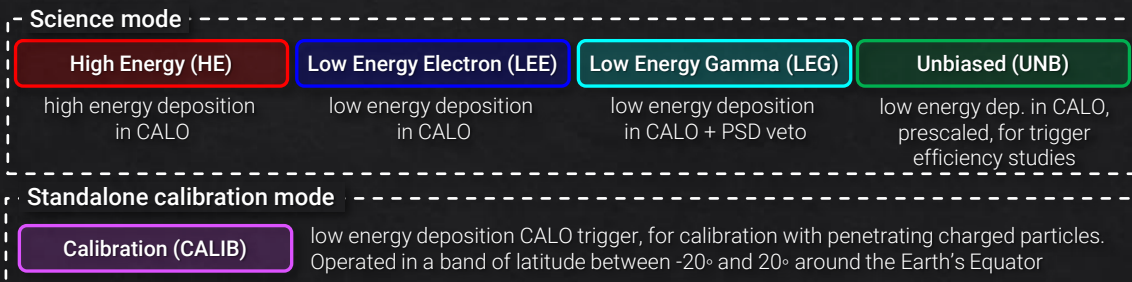 Science mode
High Energy (HE)
high energy deposition
in CALO
Low Energy Electron (LEE)
low energy deposition
in CALO
Low Energy Gamma (LEG)
low energy deposition
in CALO + PSD veto
Unbiased (UNB)
low energy dep. in CALO,
prescaled, for trigger
efficiency studies
Standalone calibration mode
Calibration (CALIB)
low energy deposition CALO trigger, for calibration with penetrating charged particles.
Operated in a band of latitude between -20◦ and 20◦ around the Earth's Equator